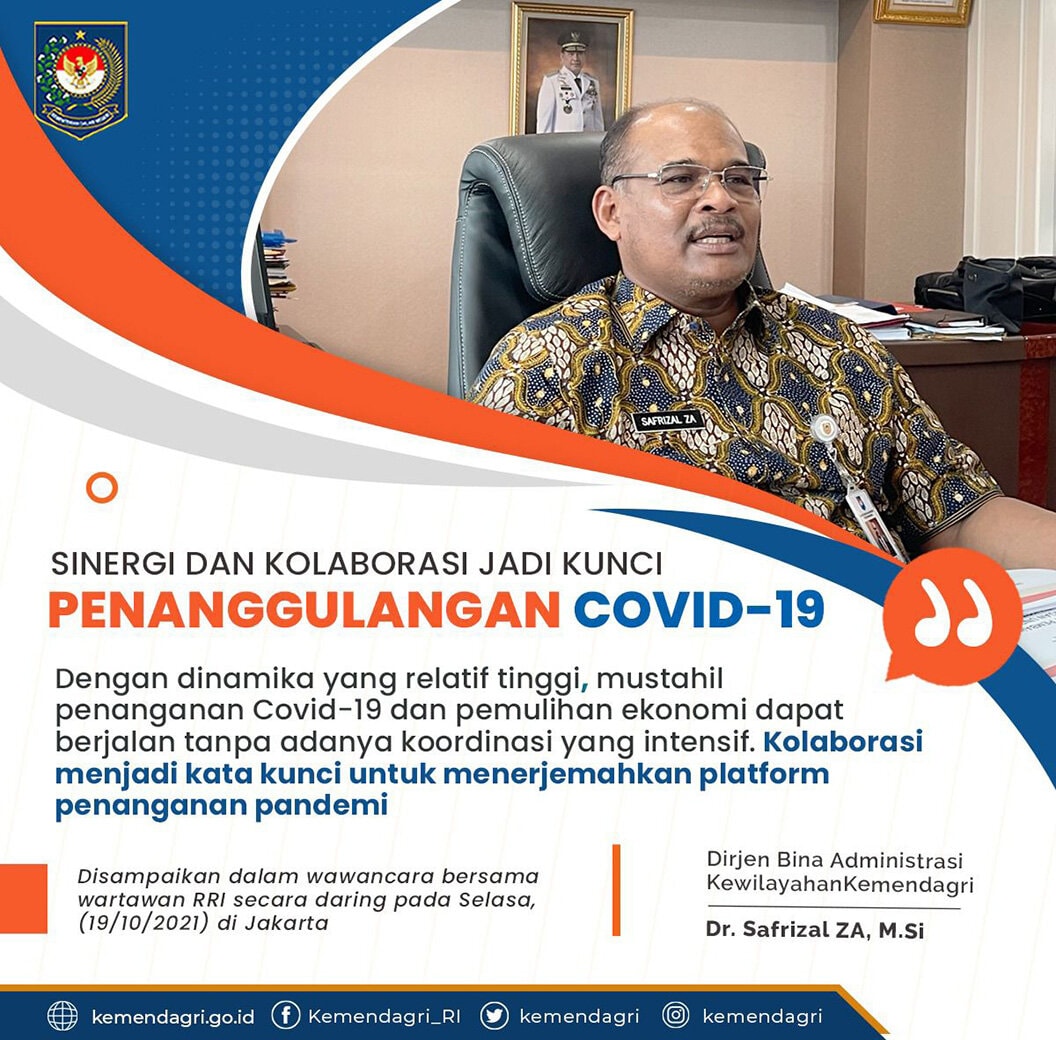 SAFRIZAL ZA
SINERGI DAN KOLABORASI JADI KUNCI
PENANGGULANGAN COVID-19
Dengan dinamika yang relatif tinggi, mustahil
penanganan Covid-19 dan pemulihan ekonomi dapat
berjalan tanpa adanya koordinasi yang intensif. Kolaborasi
menjadi kata kunci untuk menerjemahkan platform
penanganan pandemi
Disampaikan dalam wawancara bersama
wartawan RRI secara daring pada Selasa,
(19/10/2021) di Jakarta
Dirjen Bina Administrasi
KewilayahanKemendagri
Dr. Safrizal ZA, M.Si
kemendagri.go.id Kemendagri_RI kemendagri kemendagri